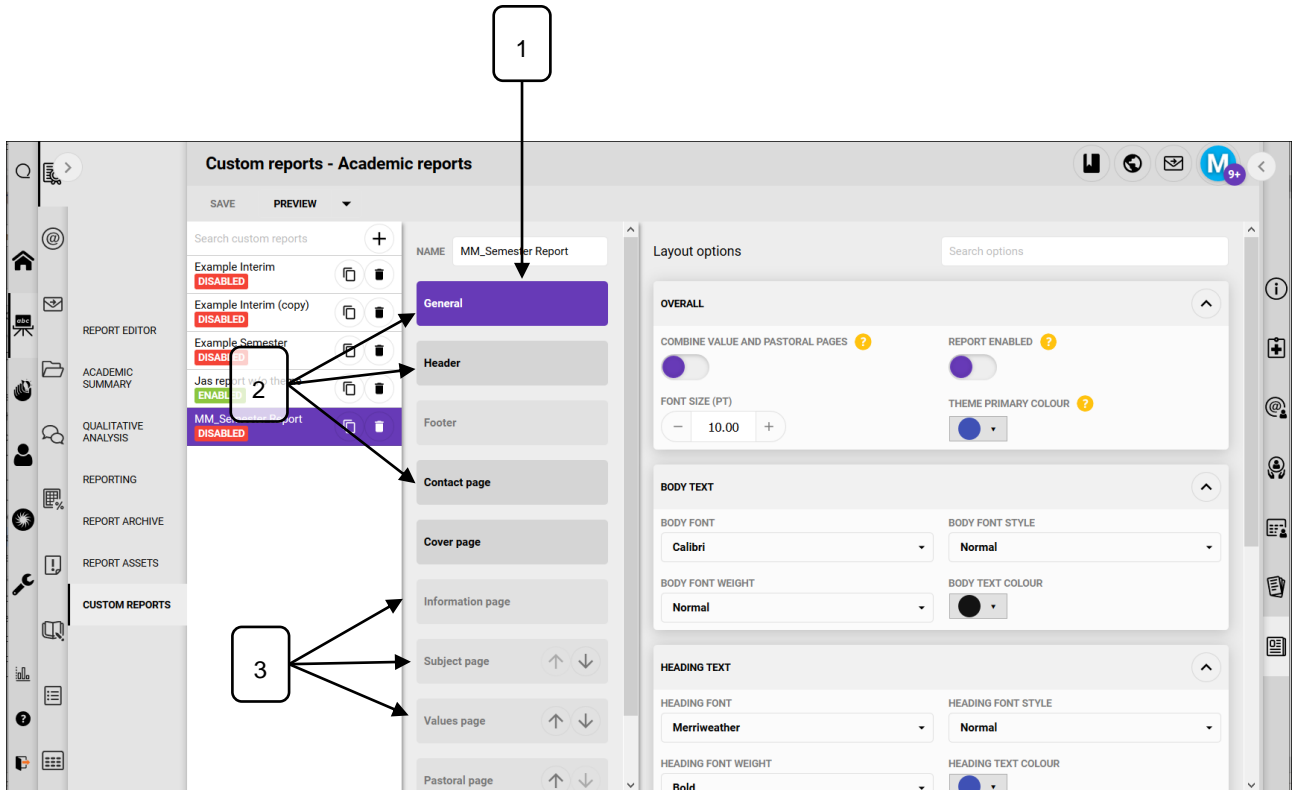 1
Custom reports - Academic reports
M
9+
SAVE PREVIEW
Search custom reports
Example Interim
DISABLED
Example Interim (copy)
DISABLED
Example Semester
DISABLED
Jas report
ENABLED
MM_Semester Report
DISABLED
2
REPORT EDITOR
ACADEMIC
SUMMARY
QUALITATIVE
ANALYSIS
REPORTING
REPORT ARCHIVE
REPORT ASSETS
CUSTOM REPORTS
abc
NAME MM_Semester Report
General
Header
Footer
Contact page
Cover page
Information page
Subject page
Values page
Pastoral page
3
Layout options
Search options
OVERALL
COMBINE VALUE AND PASTORAL PAGES ?
REPORT ENABLED ?
FONT SIZE (PT)
THEME PRIMARY COLOUR ?
− 10.00 +
BODY TEXT
BODY FONT BODY FONT STYLE
Calibri Normal
BODY FONT WEIGHT BODY TEXT COLOUR
Normal
HEADING TEXT
HEADING FONT HEADING FONT STYLE
Merriweather Normal
HEADING FONT WEIGHT HEADING TEXT COLOUR
Bold